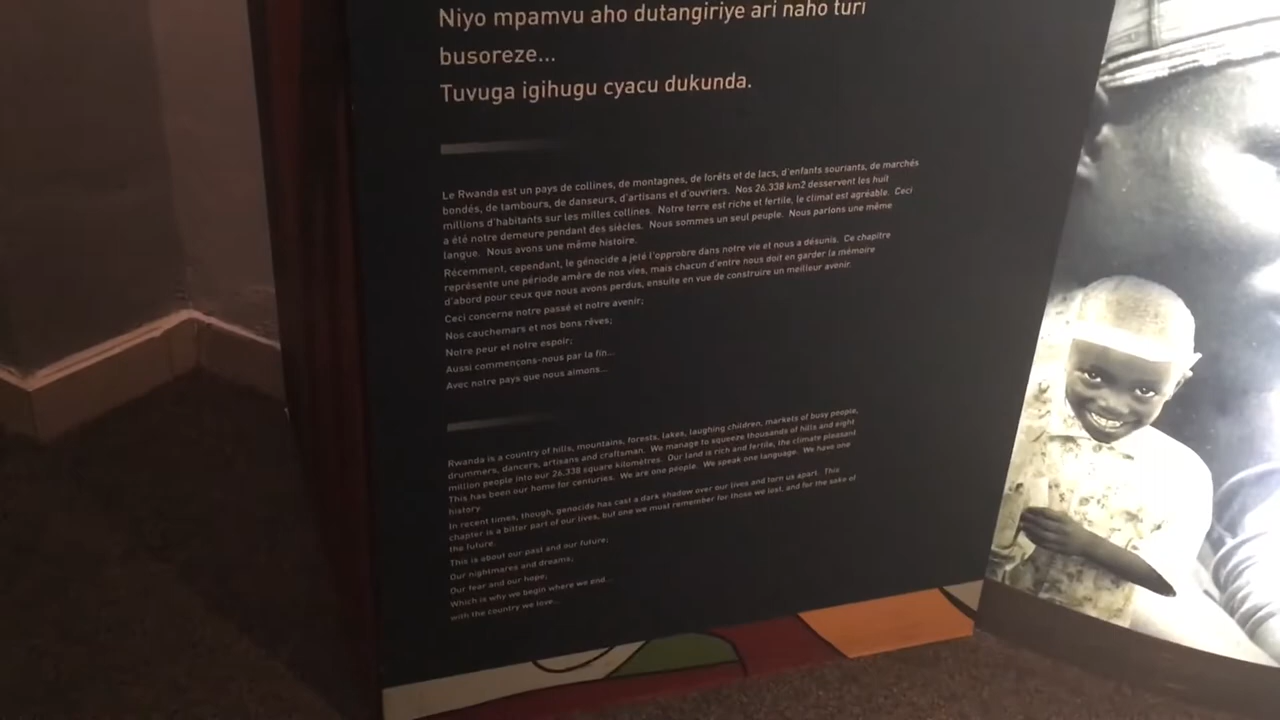 Niyo mpamvu aho dutangiriye ari naho turi
busoreze...
Tuvuga igihugu cyacu dukunda.
Le Rwanda est un pays de collines, de montagnes, de forêts et de lacs, d'enfants souriants, de marchés
bondés, de tambours, de danseurs, d'artisans et d'ouvriers. Nos 26.338 km2 desservent les huit
millions d'habitants sur les milles collines. Notre terre est riche et fertile, le climat est agréable. Ceci
a été notre demeure pendant des siècles. Nous sommes un seul peuple. Nous parlons une même
langue. Nous avons une même histoire.
Récemment, cependant, le génocide a jeté l'opprobre dans notre vie et nous a désunis. Ce chapitre
représente une période amère de nos vies, mais chacun d'entre nous doit en garder la mémoire
d'abord pour ceux que nous avons perdus, ensuite en vue de construire un meilleur avenir.
Ceci concerne notre passé et notre avenir;
Nos cauchemars et nos bons rêves;
Notre peur et notre espoir;
Aussi commençons-nous par la fin...
Avec notre pays que nous aimons...
Rwanda is a country of hills, mountains, forests, lakes, laughing children, markets of busy people,
drummers, dancers, artisans and craftsman. We manage to squeeze thousands of hills and eight
million people into our 26,338 square kilometres. Our land is rich and fertile, the climate pleasant
This has been our home for centuries. We are one people. We speak one language. We have one
history.
In recent times, though, genocide has cast a dark shadow over our lives and torn us apart. This
chapter is a bitter part of our lives, but one we must remember for those we lost, and for the sake of
the future.
This is about our past and our future;
Our nightmares and dreams;
Our fear and our hope;
Which is why we begin where we end...
with the country we love...